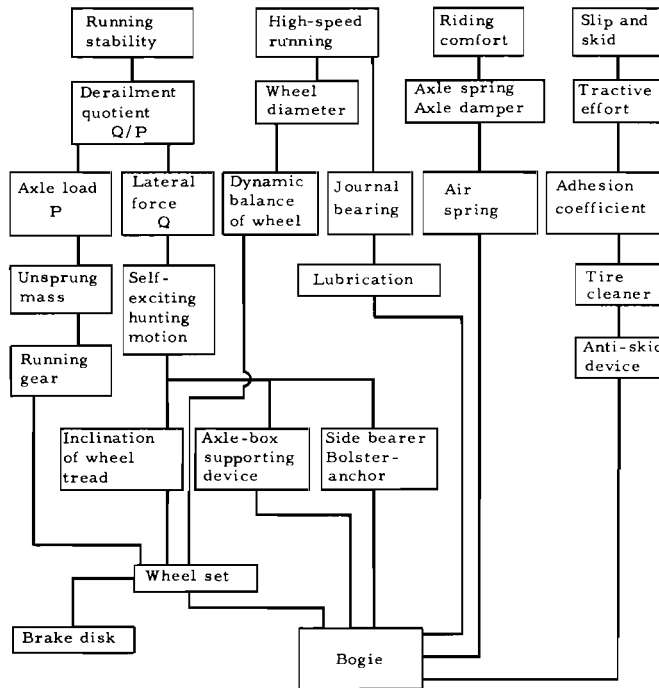 Running
stability
High-speed
running
Riding
comfort
Slip and
skid
Derailment
quotient
Q/P
Wheel
diameter
Axle spring
Axle damper
Tractive
effort
Axle load
P
Lateral
force
Q
Dynamic
balance
of wheel
Journal
bearing
Air
spring
Adhesion
coefficient
Unsprung
mass
Self-
exciting
hunting
motion
Lubrication
Tire
cleaner
Running
gear
Anti-skid
device
Inclination
of wheel
tread
Axle-box
supporting
device
Side bearer
Bolster-
anchor
Wheel set
Brake disk
Bogie